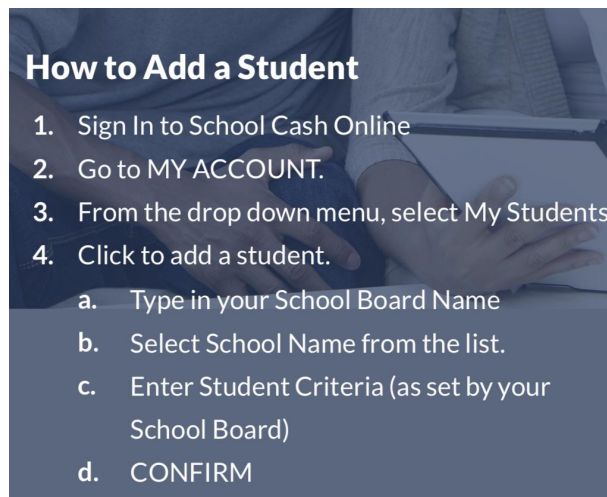 How to Add a Student
1. Sign In to School Cash Online
2. Go to MY ACCOUNT.
3. From the drop down menu, select My Students
4. Click to add a student.
a. Type in your School Board Name
b. Select School Name from the list.
c. Enter Student Criteria (as set by your
School Board)
d. CONFIRM